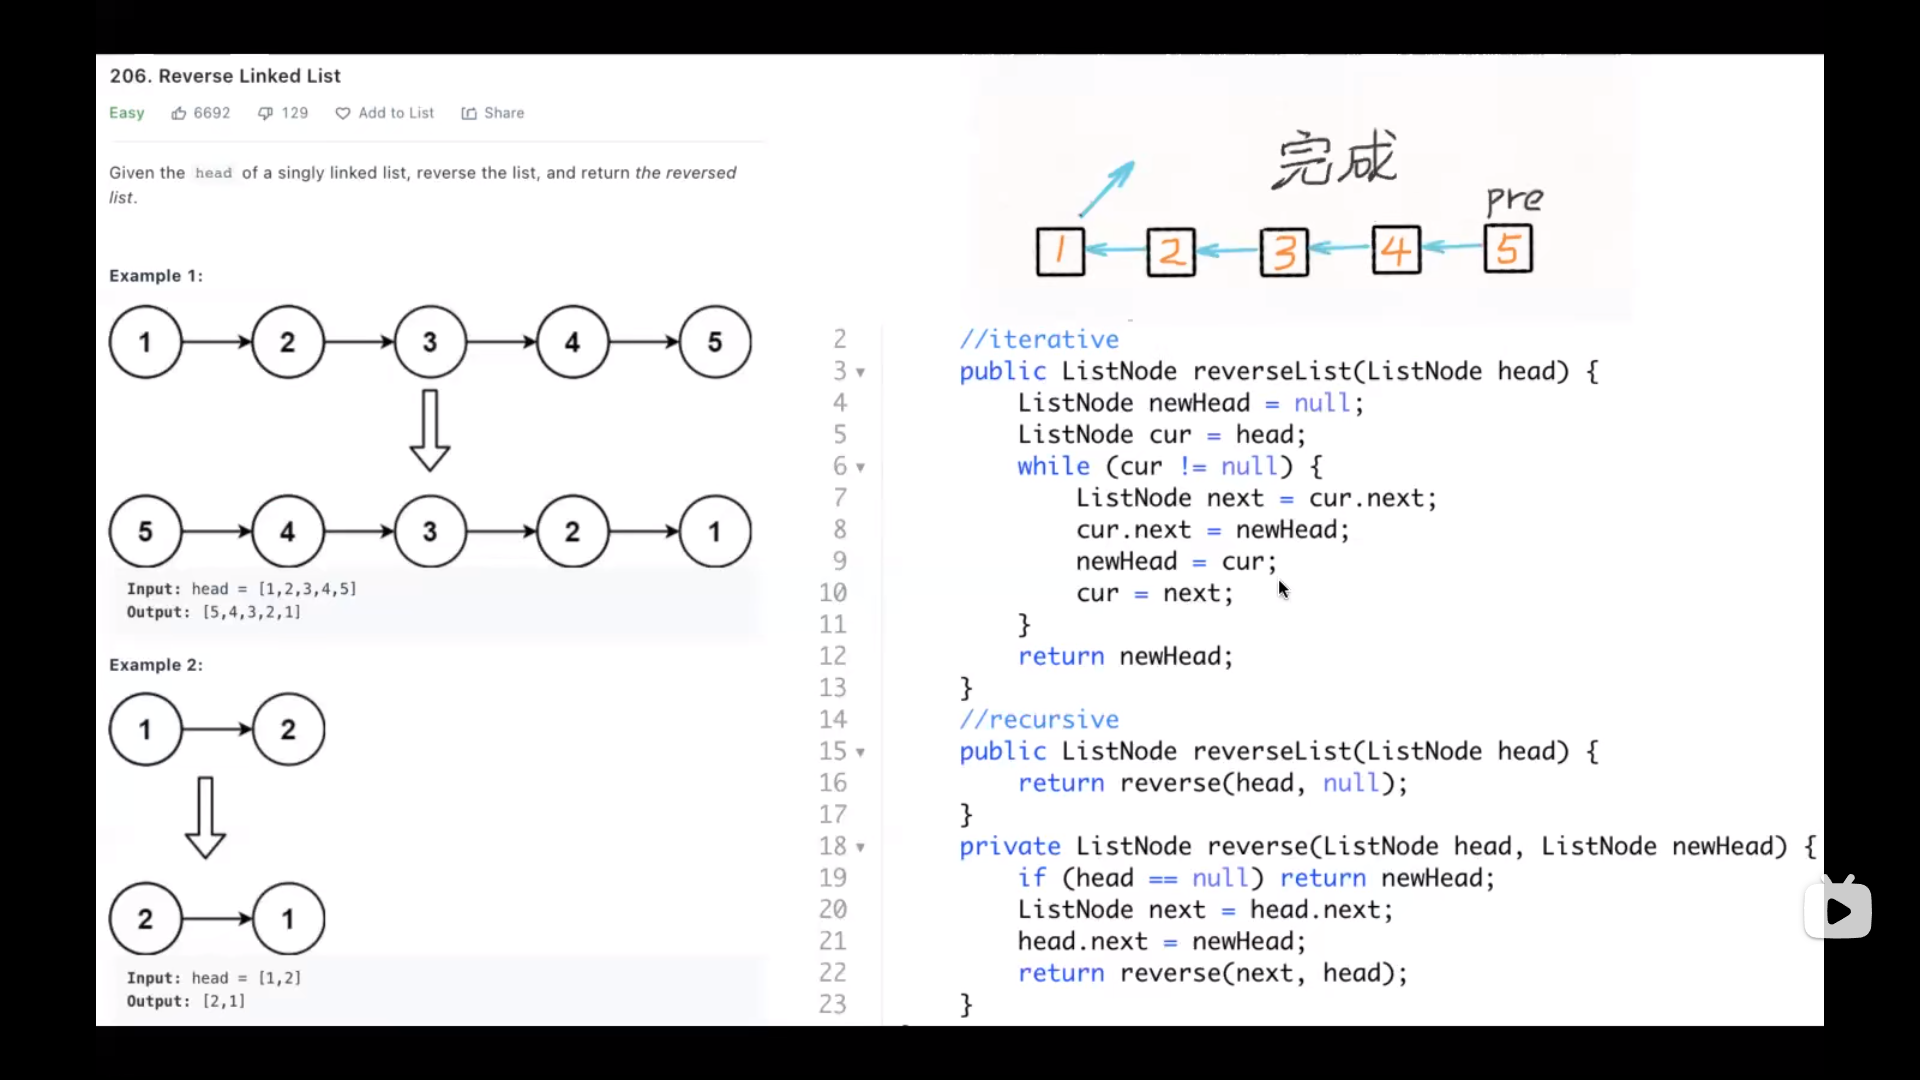 206. Reverse Linked List
Easy 6692 129 Add to List Share
Given the head of a singly linked list, reverse the list, and return the reversed
list.
Example 1:
1 2 3 4 5
5 4 3 2 1
Input: head = [1,2,3,4,5]
Output: [5,4,3,2,1]
Example 2:
1 2
2 1
Input: head = [1,2]
Output: [2,1]
完成
pre
1 2 3 4 5
2 //iterative
3 public ListNode reverseList(ListNode head) {
4 ListNode newHead = null;
5 ListNode cur = head;
6 while (cur != null) {
7 ListNode next = cur.next;
8 cur.next = newHead;
9 newHead = cur;
10 cur = next;
11 }
12 return newHead;
13 }
14 //recursive
15 public ListNode reverseList(ListNode head) {
16 return reverse(head, null);
17 }
18 private ListNode reverse(ListNode head, ListNode newHead) {
19 if (head == null) return newHead;
20 ListNode next = head.next;
21 head.next = newHead;
22 return reverse(next, head);
23 }